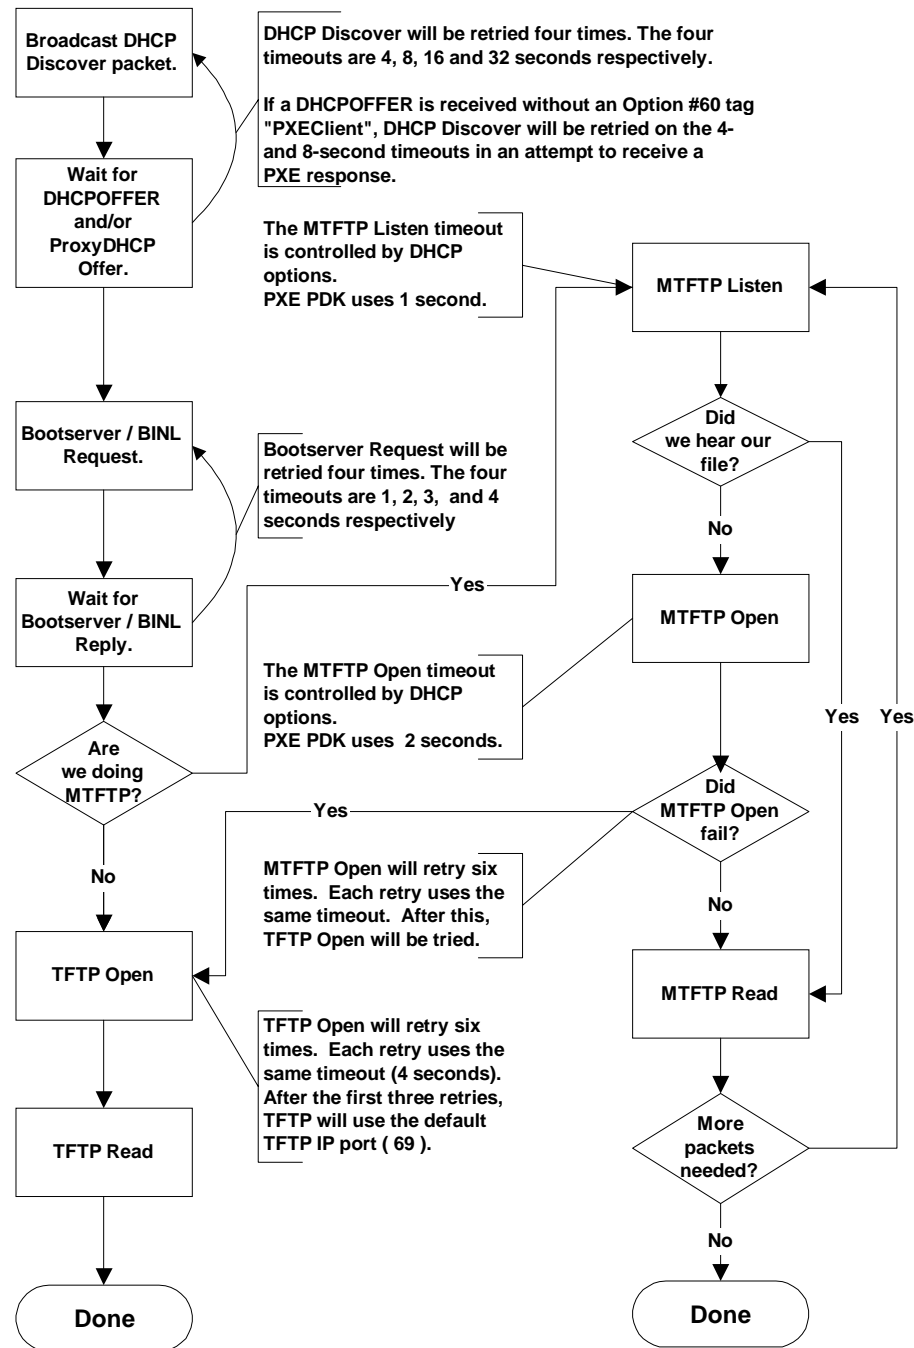 Broadcast DHCP
Discover packet.
DHCP Discover will be retried four times. The four
timeouts are 4, 8, 16 and 32 seconds respectively.
If a DHCPOFFER is received without an Option #60 tag
"PXEClient", DHCP Discover will be retried on the 4-
and 8-second timeouts in an attempt to receive a
PXE response.
Wait for
DHCPOFFER
and/or
ProxyDHCP
Offer.
The MTFTP Listen timeout
is controlled by DHCP
options.
PXE PDK uses 1 second.
MTFTP Listen
Did
we hear our
file?
Bootserver / BINL
Request.
Bootserver Request will be
retried four times. The four
timeouts are 1, 2, 3,  and 4
seconds respectively
No
Yes
Wait for
Bootserver / BINL
Reply.
MTFTP Open
The MTFTP Open timeout
is controlled by DHCP
options.
PXE PDK uses  2 seconds.
Yes
Yes
Are
we doing
MTFTP?
Did
MTFTP Open
fail?
Yes
No
MTFTP Open will retry six
times.  Each retry uses the
same timeout.  After this,
TFTP Open will be tried.
No
TFTP Open
MTFTP Read
TFTP Open will retry six
times.  Each retry uses the
same timeout (4 seconds).
After the first three retries,
TFTP will use the default
TFTP IP port ( 69 ).
TFTP Read
More
packets
needed?
No
Done
Done